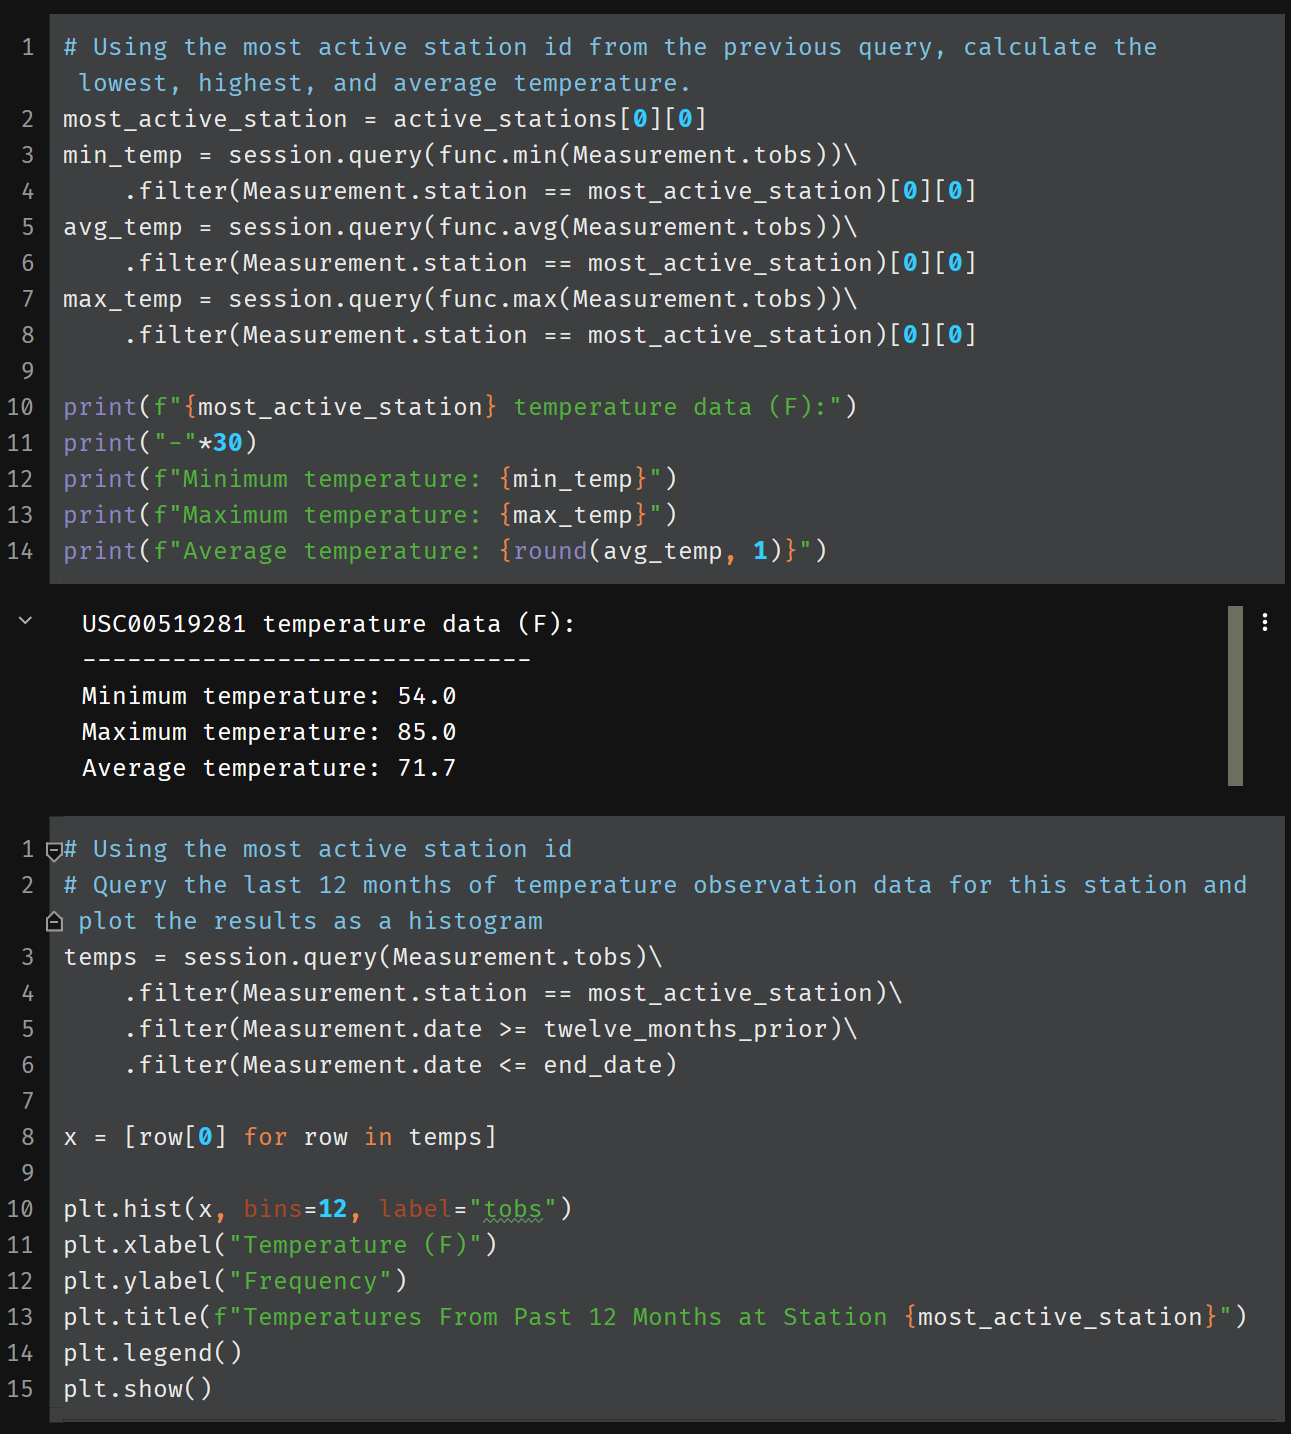 1 # Using the most active station id from the previous query, calculate the
lowest, highest, and average temperature.
2 most_active_station = active_stations[0][0]
3 min_temp = session.query(func.min(Measurement.tobs))\
4     .filter(Measurement.station == most_active_station)[0][0]
5 avg_temp = session.query(func.avg(Measurement.tobs))\
6     .filter(Measurement.station == most_active_station)[0][0]
7 max_temp = session.query(func.max(Measurement.tobs))\
8     .filter(Measurement.station == most_active_station)[0][0]
9
10 print(f"{most_active_station} temperature data (F):")
11 print("-"*30)
12 print(f"Minimum temperature: {min_temp}")
13 print(f"Maximum temperature: {max_temp}")
14 print(f"Average temperature: {round(avg_temp, 1)}")
USC00519281 temperature data (F):
------------------------------
Minimum temperature: 54.0
Maximum temperature: 85.0
Average temperature: 71.7
1 # Using the most active station id
2 # Query the last 12 months of temperature observation data for this station and
plot the results as a histogram
3 temps = session.query(Measurement.tobs)\
4     .filter(Measurement.station == most_active_station)\
5     .filter(Measurement.date >= twelve_months_prior)\
6     .filter(Measurement.date <= end_date)
7
8 x = [row[0] for row in temps]
9
10 plt.hist(x, bins=12, label="tobs")
11 plt.xlabel("Temperature (F)")
12 plt.ylabel("Frequency")
13 plt.title(f"Temperatures From Past 12 Months at Station {most_active_station}")
14 plt.legend()
15 plt.show()